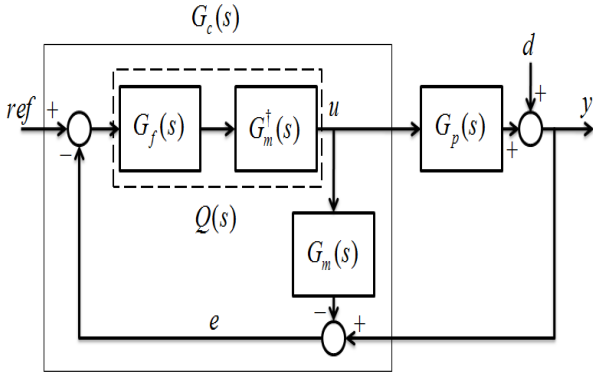 G_c(s)
d
ref + G_f(s) G_m^†(s) u G_p(s) + y
− +
Q(s)
G_m(s)
− +
e